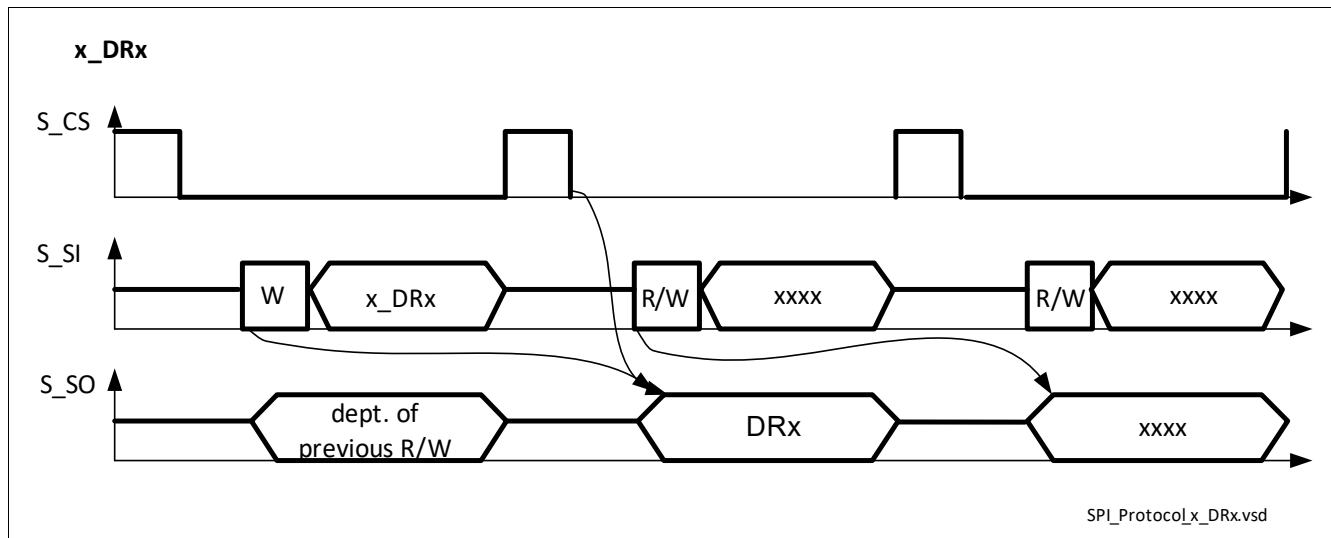 x_DRx
S_CS
S_SI
W
x_DRx
R/W
xxxx
R/W
xxxx
S_SO
dept. of
previous R/W
DRx
xxxx
SPI_Protocol_x_DRx.vsd